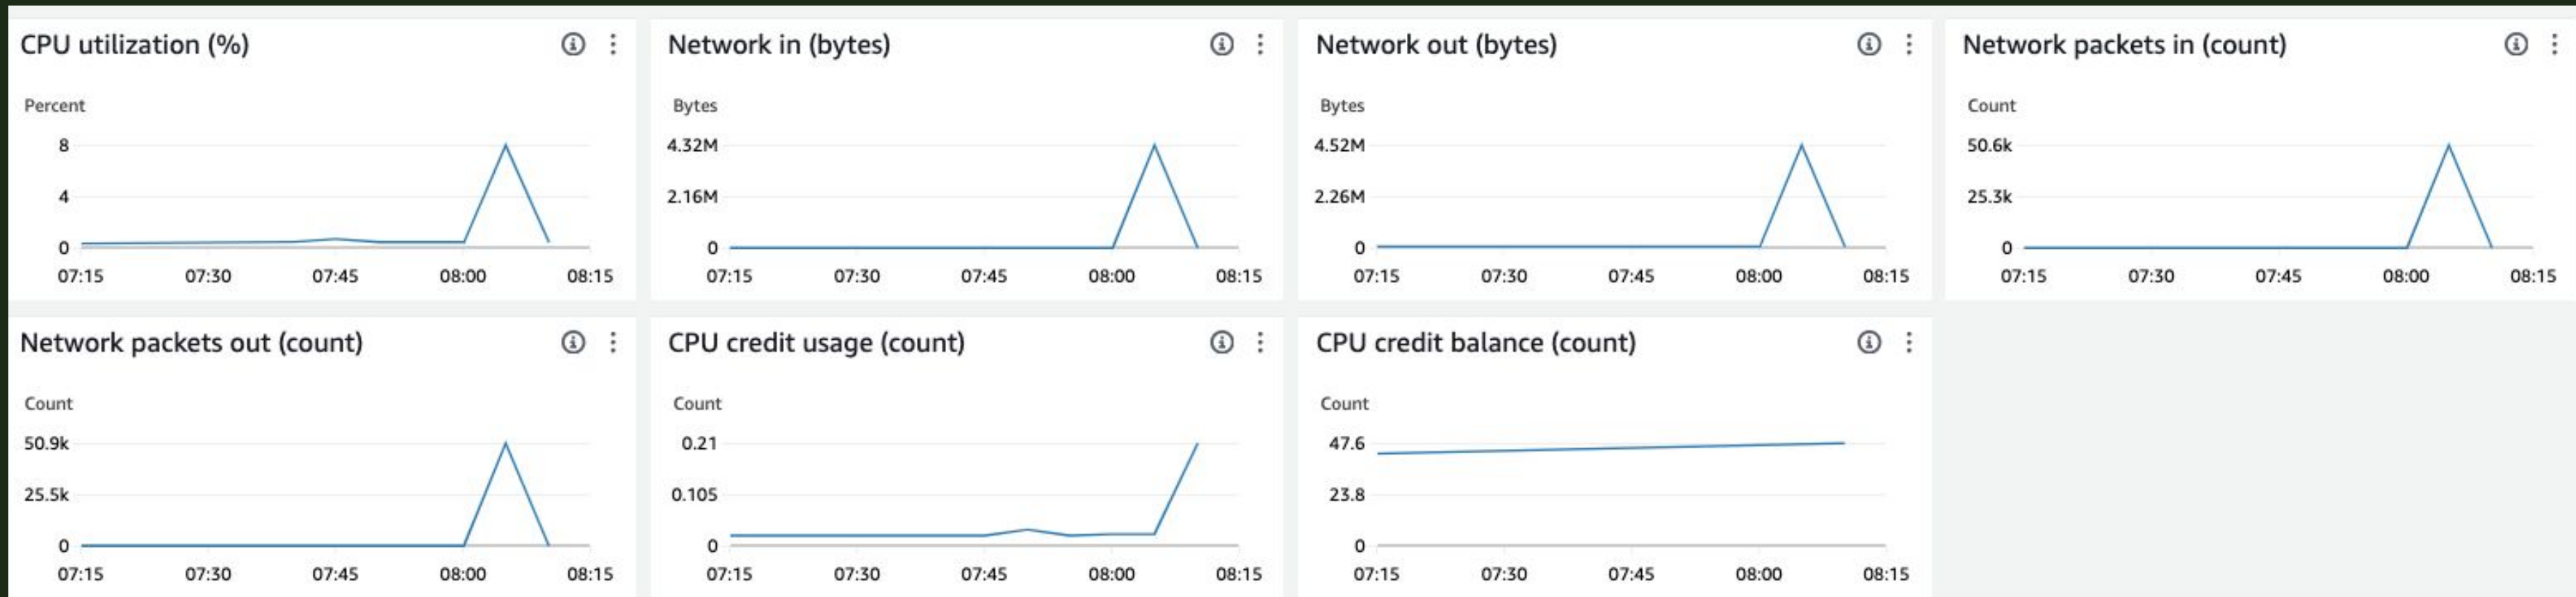 CPU utilization (%)
Percent
8
4
0
07:15 07:30 07:45 08:00 08:15
Network in (bytes)
Bytes
4.32M
2.16M
0
07:15 07:30 07:45 08:00 08:15
Network out (bytes)
Bytes
4.52M
2.26M
0
07:15 07:30 07:45 08:00 08:15
Network packets in (count)
Count
50.6k
25.3k
0
07:15 07:30 07:45 08:00 08:15
Network packets out (count)
Count
50.9k
25.5k
0
07:15 07:30 07:45 08:00 08:15
CPU credit usage (count)
Count
0.21
0.105
0
07:15 07:30 07:45 08:00 08:15
CPU credit balance (count)
Count
47.6
23.8
0
07:15 07:30 07:45 08:00 08:15